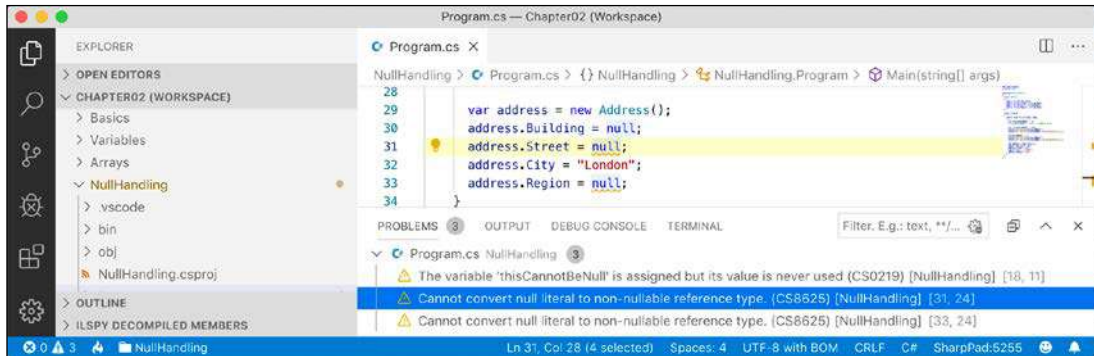 Program.cs — Chapter02 (Workspace)
EXPLORER
> OPEN EDITORS
CHAPTER02 (WORKSPACE)
> Basics
> Variables
> Arrays
NullHandling
> .vscode
> bin
> obj
NullHandling.csproj
> OUTLINE
> ILSPY DECOMPILED MEMBERS
Program.cs ×
NullHandling > Program.cs > {} NullHandling > NullHandling.Program > Main(string[] args)
28
29 var address = new Address();
30 address.Building = null;
31 address.Street = null;
32 address.City = "London";
33 address.Region = null;
34 }
PROBLEMS 3 OUTPUT DEBUG CONSOLE TERMINAL Filter. E.g.: text, **/...
Program.cs NullHandling 3
The variable 'thisCannotBeNull' is assigned but its value is never used (CS0219) [NullHandling] [18, 11]
Cannot convert null literal to non-nullable reference type. (CS8625) [NullHandling] [31, 24]
Cannot convert null literal to non-nullable reference type. (CS8625) [NullHandling] [33, 24]
0 3 NullHandling Ln 31, Col 28 (4 selected) Spaces: 4 UTF-8 with BOM CRLF C# SharpPad:5255